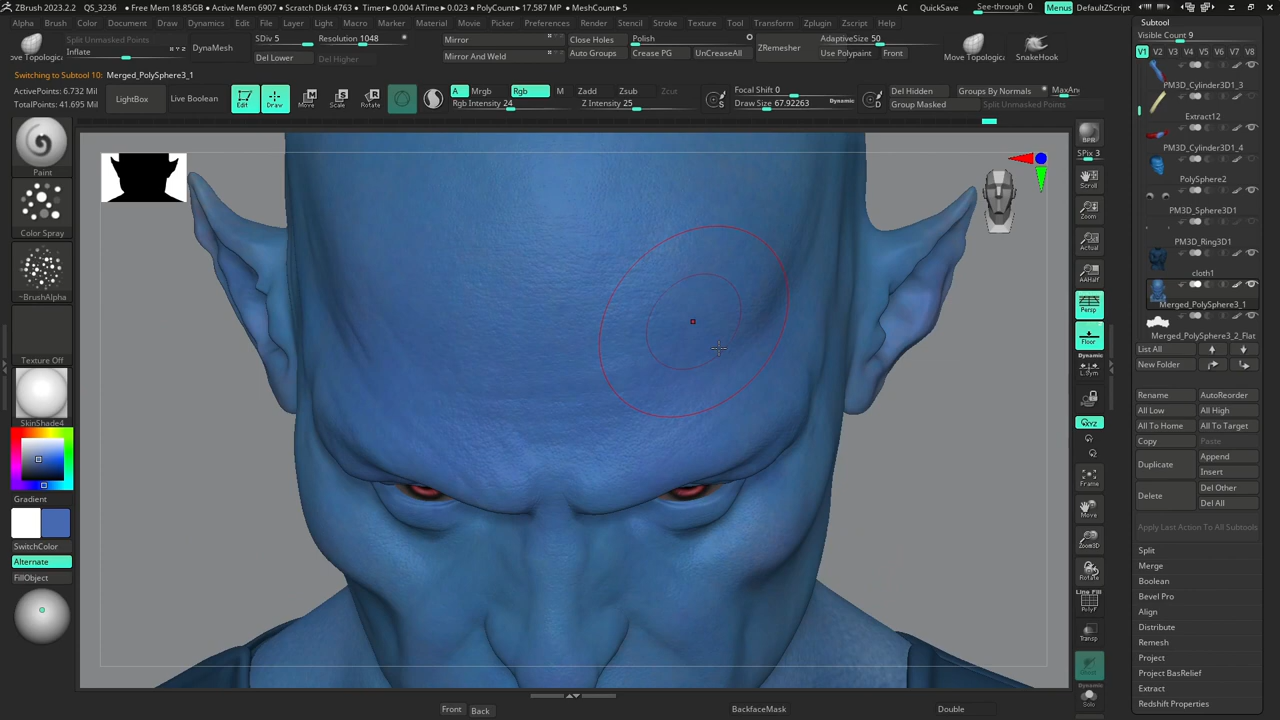 ZBrush 2023.2.2 QS_3236 • Free Mem 18.85GB • Active Mem 6907 • Scratch Disk 4763 • Timer▸0.004 ATime▸0.023 • PolyCount▸17.587 MP • MeshCount▸5 AC QuickSave See-through 0 Menus DefaultZScript
Alpha Brush Color Document Draw Dynamics Edit File Layer Light Macro Marker Material Movie Picker Preferences Render Stencil Stroke Texture Tool Transform Zplugin Zscript Help
Move Topologic
Split Unmasked Points
Inflate
DynaMesh
SDiv 5
Resolution 1048
Del Lower
Del Higher
Mirror
Mirror And Weld
Close Holes
Auto Groups
Polish
Crease PG
UnCreaseAll
ZRemesher
AdaptiveSize 50
Use Polypaint
Front
Move Topologic
SnakeHook
Switching to Subtool 10: Merged_PolySphere3_1
ActivePoints: 6.732 Mil
TotalPoints: 41.695 Mil
LightBox
Live Boolean
Edit
Draw
Move
Scale
Rotate
A
Mrgb
Rgb
M
Rgb Intensity 24
Zadd
Zsub
Zcut
Z Intensity 25
Focal Shift 0
Draw Size 67.92263
Dynamic
Del Hidden
Group Masked
Groups By Normals
MaxAn
Split Unmasked Points
Paint
Color Spray
~BrushAlpha
Texture Off
SkinShade4
Gradient
SwitchColor
Alternate
FillObject
BPR
SPix 3
Scroll
Zoom
Actual
AAHalf
Persp
Floor
Dynamic
L.Sym
XYZ
Frame
Move
Zoom3D
Rotate
Line Fill
PolyF
Transp
Ghost
Dynamic
Solo
Subtool
Visible Count 9
V1 V2 V3 V4 V5 V6 V7 V8
PM3D_Cylinder3D1_3
Extract12
PM3D_Cylinder3D1_4
PolySphere2
PM3D_Sphere3D1
PM3D_Ring3D1
cloth1
Merged_PolySphere3_1
Merged_PolySphere3_2_Flat
List All
New Folder
Rename
AutoReorder
All Low
All High
All To Home
All To Target
Copy
Paste
Duplicate
Append
Insert
Delete
Del Other
Del All
Apply Last Action To All Subtools
Split
Merge
Boolean
Bevel Pro
Align
Distribute
Remesh
Project
Project BasRelief
Extract
Redshift Properties
Front
Back
BackfaceMask
Double